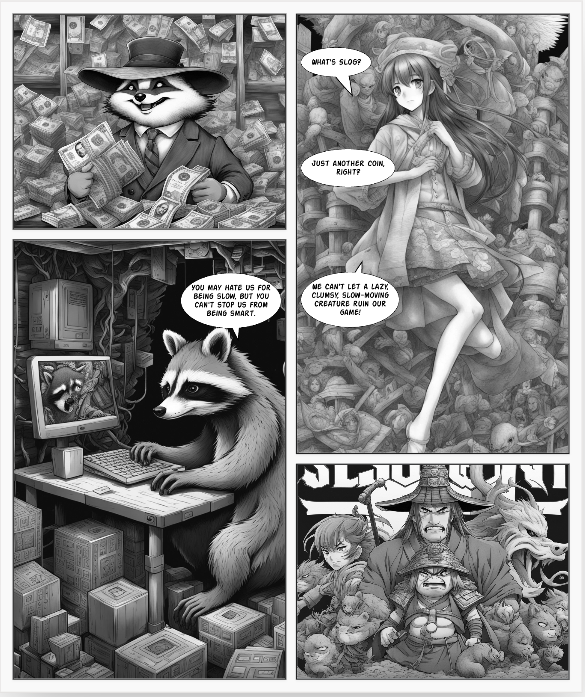 WHAT'S SLOG?
JUST ANOTHER COIN,
RIGHT?
WE CAN'T LET A LAZY,
CLUMSY, SLOW-MOVING
CREATURE RUIN OUR
GAME!
YOU MAY HATE US FOR
BEING SLOW, BUT YOU
CAN'T STOP US FROM
BEING SMART.